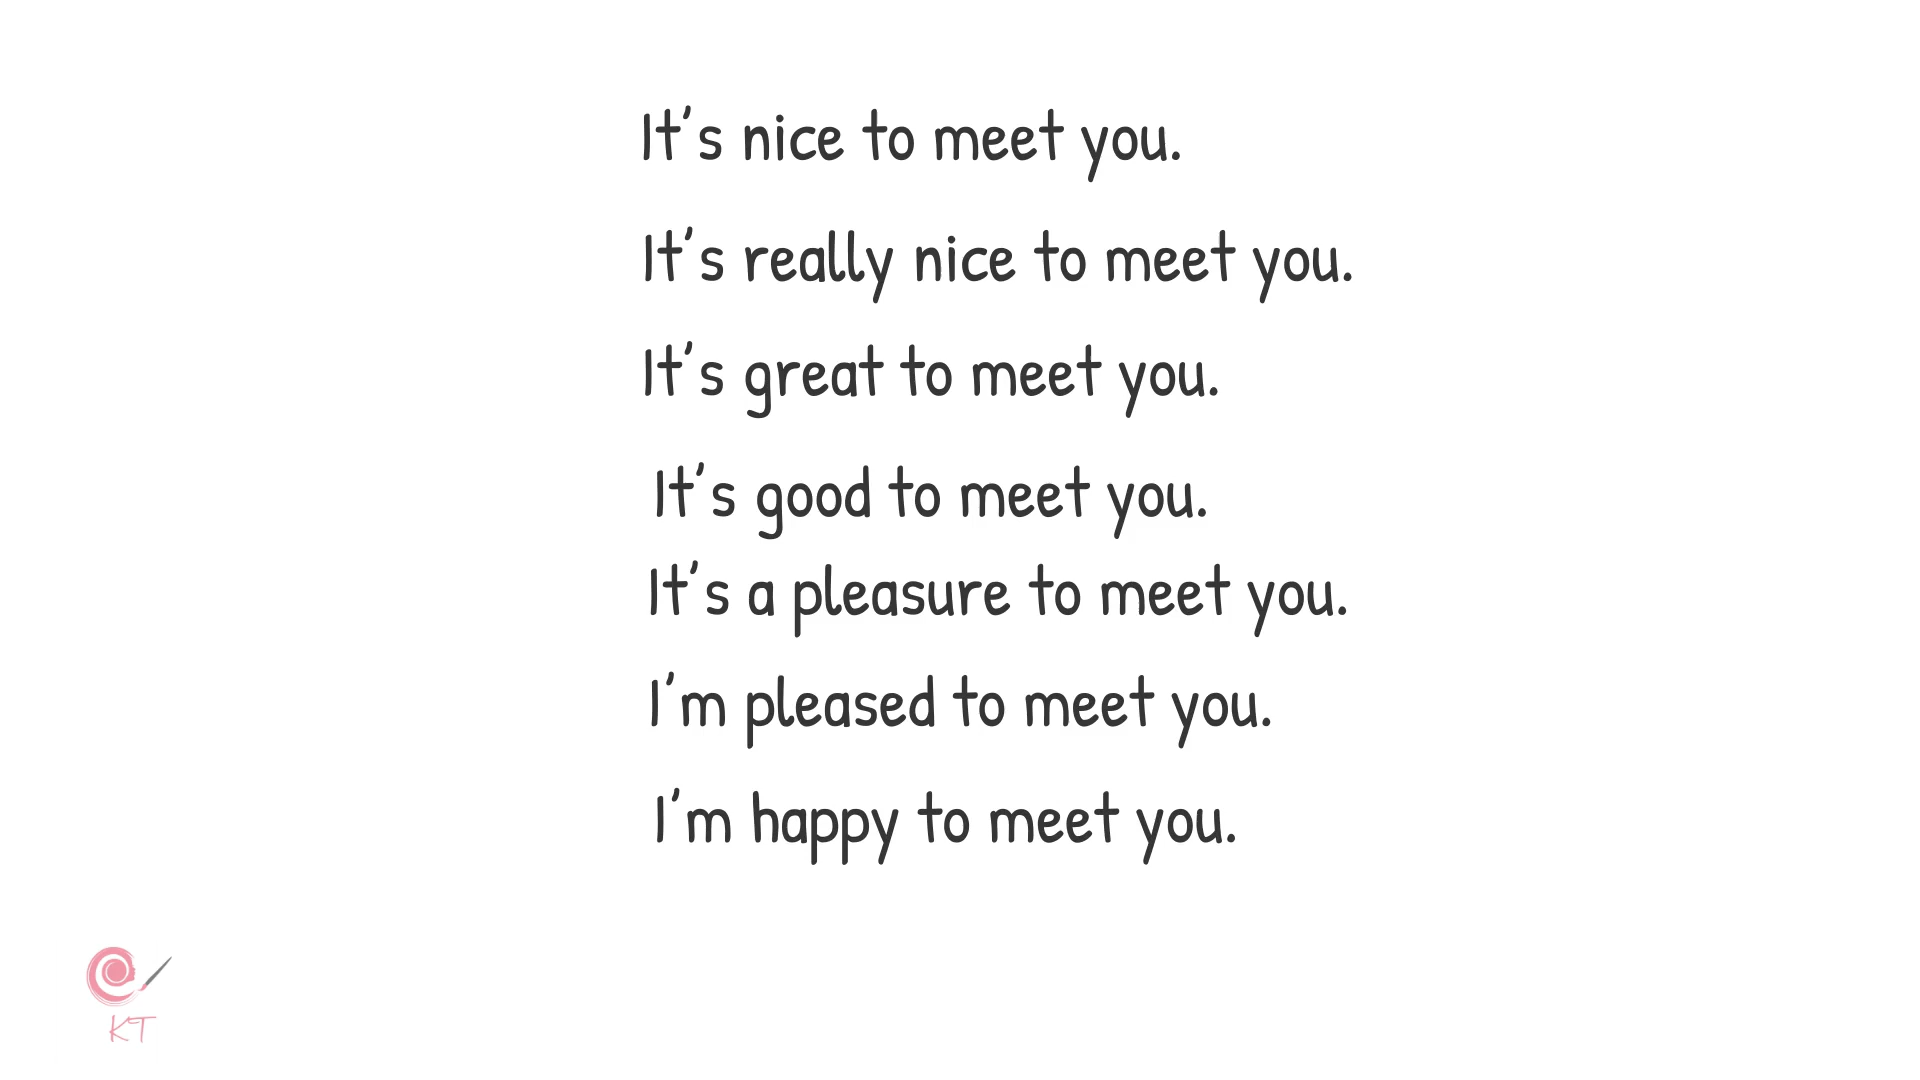 It's nice to meet you.
It's really nice to meet you.
It's great to meet you.
It's good to meet you.
It's a pleasure to meet you.
I'm pleased to meet you.
I'm happy to meet you.
KT